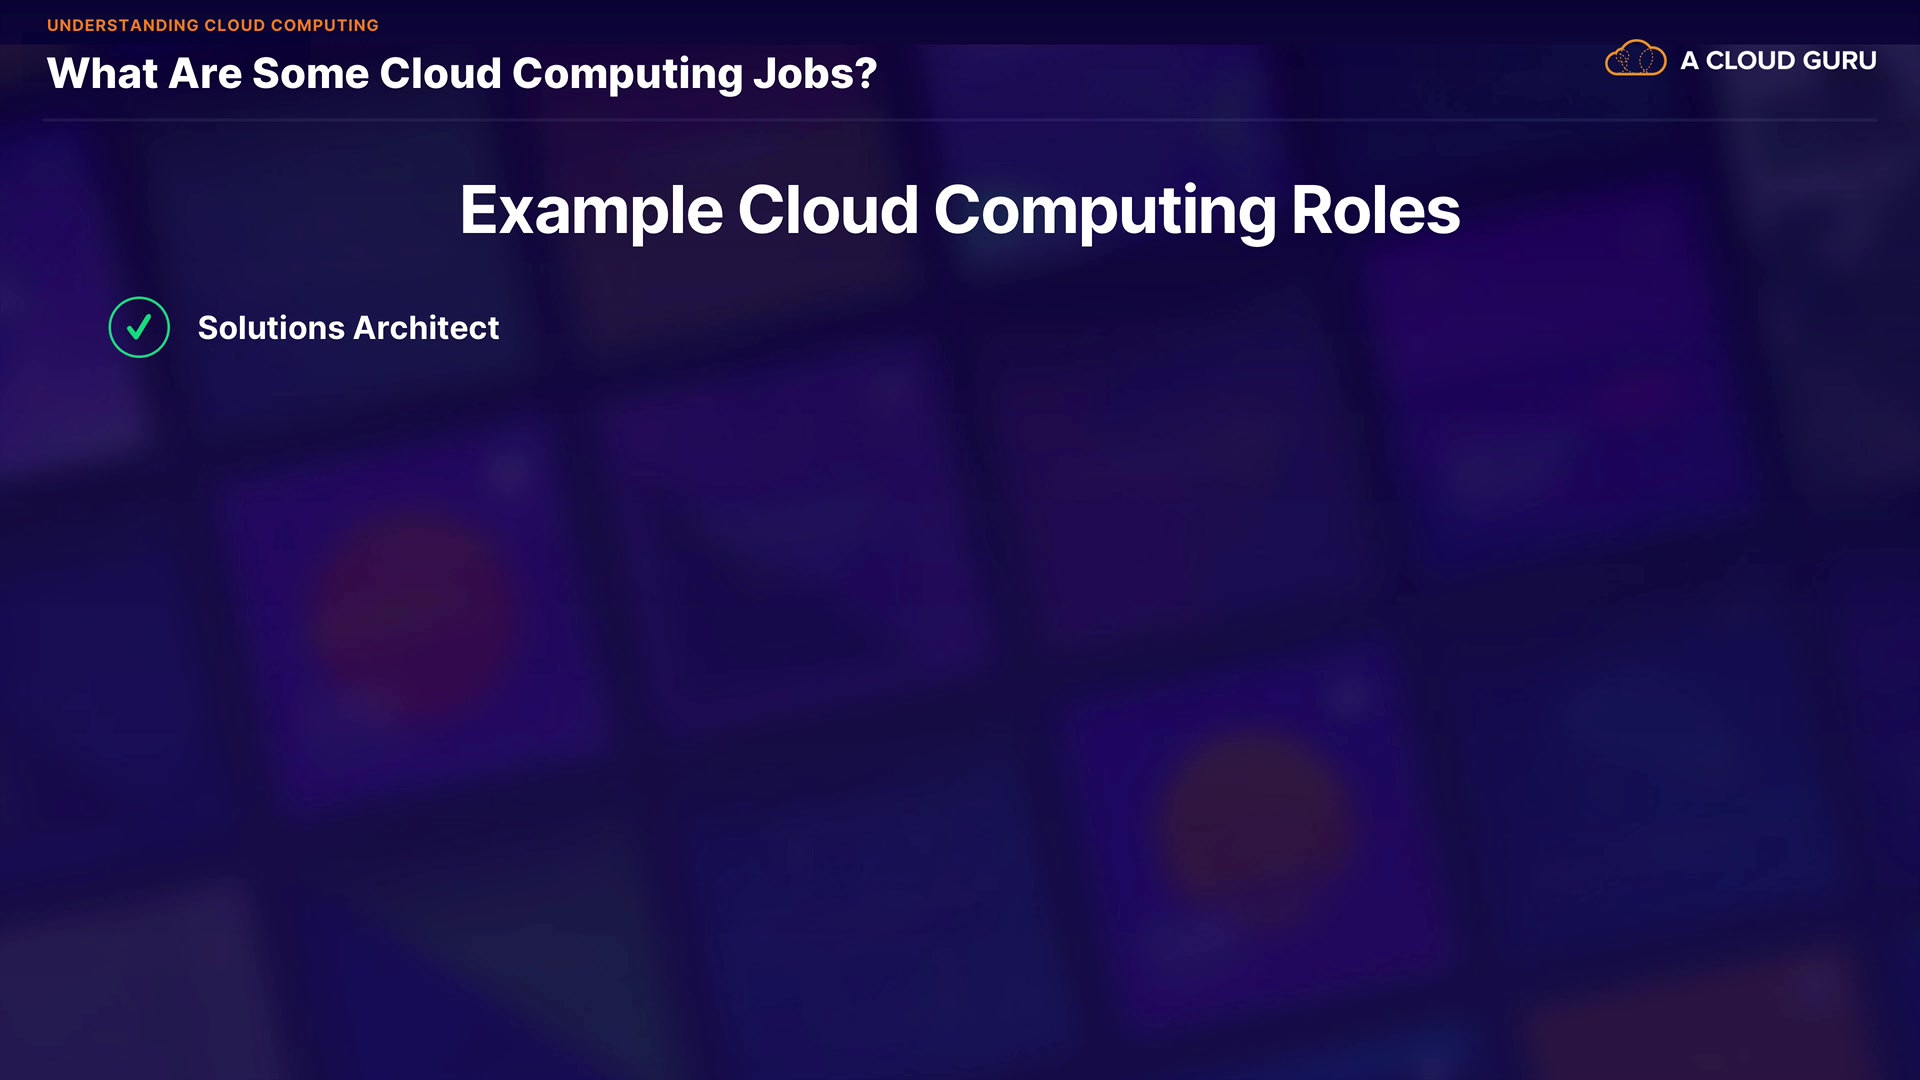 UNDERSTANDING CLOUD COMPUTING
What Are Some Cloud Computing Jobs?
A CLOUD GURU
Example Cloud Computing Roles
Solutions Architect